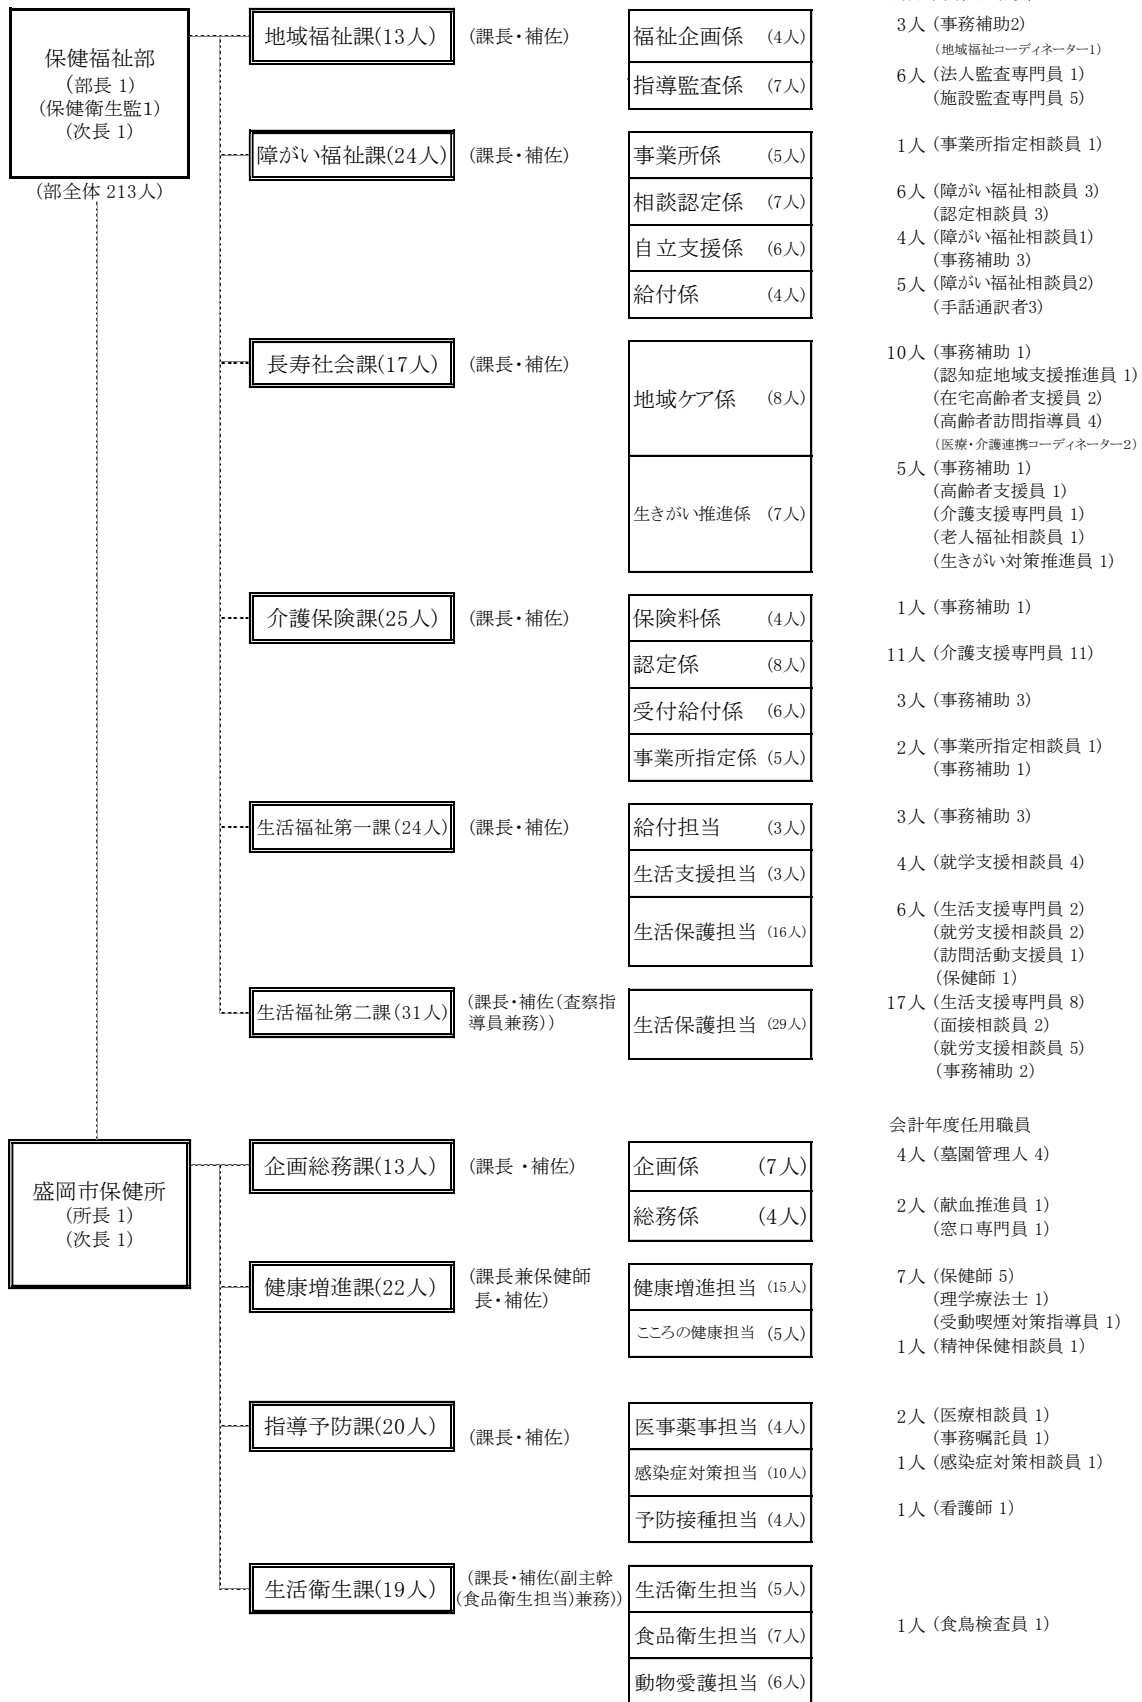 保健福祉部
(部長 1)
(保健衛生監1)
(次長 1)
(部全体 213人)
地域福祉課(13人) (課長・補佐) 福祉企画係 (4人) 3人 (事務補助2)
(地域福祉コーディネーター1)
指導監査係 (7人) 6人 (法人監査専門員 1)
(施設監査専門員 5)
障がい福祉課(24人) (課長・補佐) 事業所係 (5人) 1人 (事業所指定相談員 1)
相談認定係 (7人) 6人 (障がい福祉相談員 3)
(認定相談員 3)
自立支援係 (6人) 4人 (障がい福祉相談員1)
(事務補助 3)
給付係 (4人) 5人 (障がい福祉相談員2)
(手話通訳者3)
長寿社会課(17人) (課長・補佐) 地域ケア係 (8人) 10人 (事務補助 1)
(認知症地域支援推進員 1)
(在宅高齢者支援員 2)
(高齢者訪問指導員 4)
(医療・介護連携コーディネーター2)
生きがい推進係 (7人) 5人 (事務補助 1)
(高齢者支援員 1)
(介護支援専門員 1)
(老人福祉相談員 1)
(生きがい対策推進員 1)
介護保険課(25人) (課長・補佐) 保険料係 (4人) 1人 (事務補助 1)
認定係 (8人) 11人 (介護支援専門員 11)
受付給付係 (6人) 3人 (事務補助 3)
事業所指定係 (5人) 2人 (事業所指定相談員 1)
(事務補助 1)
生活福祉第一課(24人) (課長・補佐) 給付担当 (3人) 3人 (事務補助 3)
生活支援担当 (3人) 4人 (就学支援相談員 4)
生活保護担当 (16人) 6人 (生活支援専門員 2)
(就労支援相談員 2)
(訪問活動支援員 1)
(保健師 1)
生活福祉第二課(31人) (課長・補佐(査察指
導員兼務)) 生活保護担当 (29人) 17人 (生活支援専門員 8)
(面接相談員 2)
(就労支援相談員 5)
(事務補助 2)
会計年度任用職員
盛岡市保健所
(所長 1)
(次長 1)
企画総務課(13人) (課長 ・補佐) 企画係 (7人) 4人 (墓園管理人 4)
総務係 (4人) 2人 (献血推進員 1)
(窓口専門員 1)
健康増進課(22人) (課長兼保健師
長・補佐) 健康増進担当 (15人) 7人 (保健師 5)
(理学療法士 1)
(受動喫煙対策指導員 1)
こころの健康担当 (5人) 1人 (精神保健相談員 1)
指導予防課(20人) (課長・補佐) 医事薬事担当 (4人) 2人 (医療相談員 1)
(事務嘱託員 1)
感染症対策担当 (10人) 1人 (感染症対策相談員 1)
予防接種担当 (4人) 1人 (看護師 1)
生活衛生課(19人) (課長・補佐(副主幹
(食品衛生担当)兼務)) 生活衛生担当 (5人)
食品衛生担当 (7人) 1人 (食鳥検査員 1)
動物愛護担当 (6人)